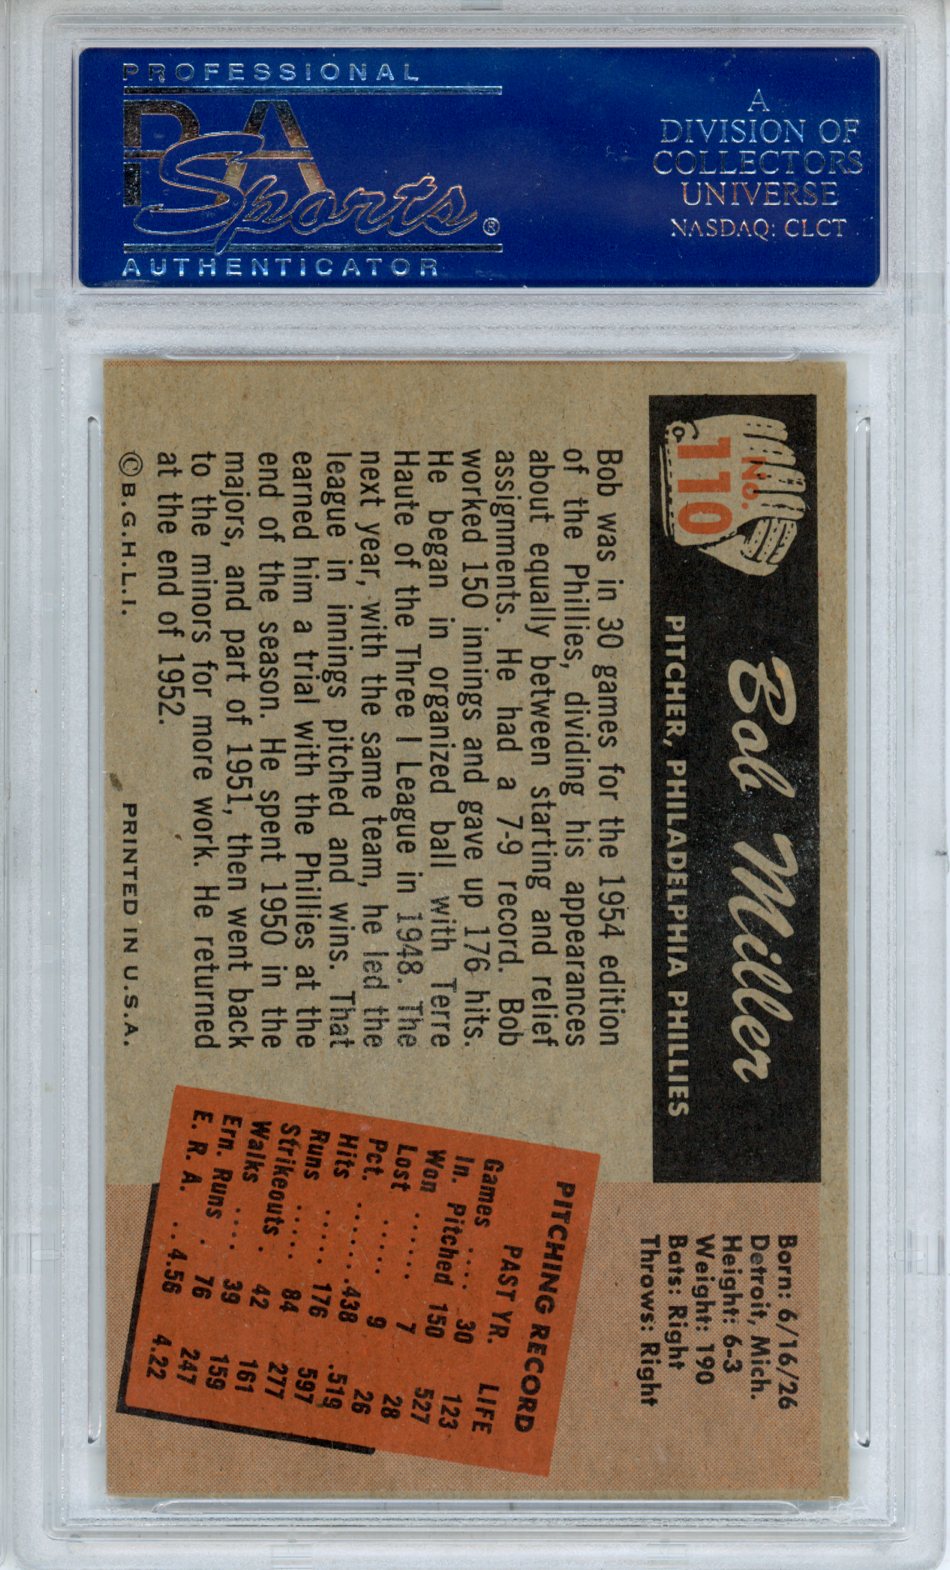 PROFESSIONAL
PSA
Sports®
AUTHENTICATOR
A
DIVISION OF
COLLECTORS
UNIVERSE
NASDAQ: CLCT
No.
110
Bob Miller
PITCHER, PHILADELPHIA PHILLIES
Born: 6/16/26
Detroit, Mich.
Height: 6-3
Weight: 190
Bats: Right
Throws: Right
Bob was in 30 games for the 1954 edition
of the Phillies, dividing his appearances
about equally between starting and relief
assignments. He had a 7-9 record. Bob
worked 150 innings and gave up 176 hits.
He began in organized ball with Terre
Haute of the Three I League in 1948. The
next year, with the same team, he led the
league in innings pitched and wins. That
earned him a trial with the Phillies at the
end of the season. He spent 1950 in the
majors, and part of 1951, then went back
to the minors for more work. He returned
at the end of 1952.
PITCHING RECORD
PAST YR. LIFE
Games .... 30 123
In. Pitched 150 527
Won ...... 7 28
Lost ..... 9 26
Pct. ......438 .519
Hits ..... 176 597
Runs ..... 84 277
Strikeouts . 42 161
Walks .... 39 159
Ern. Runs . 76 247
E. R. A. ..4.56 4.22
© B.G.H.L.I. PRINTED IN U.S.A.